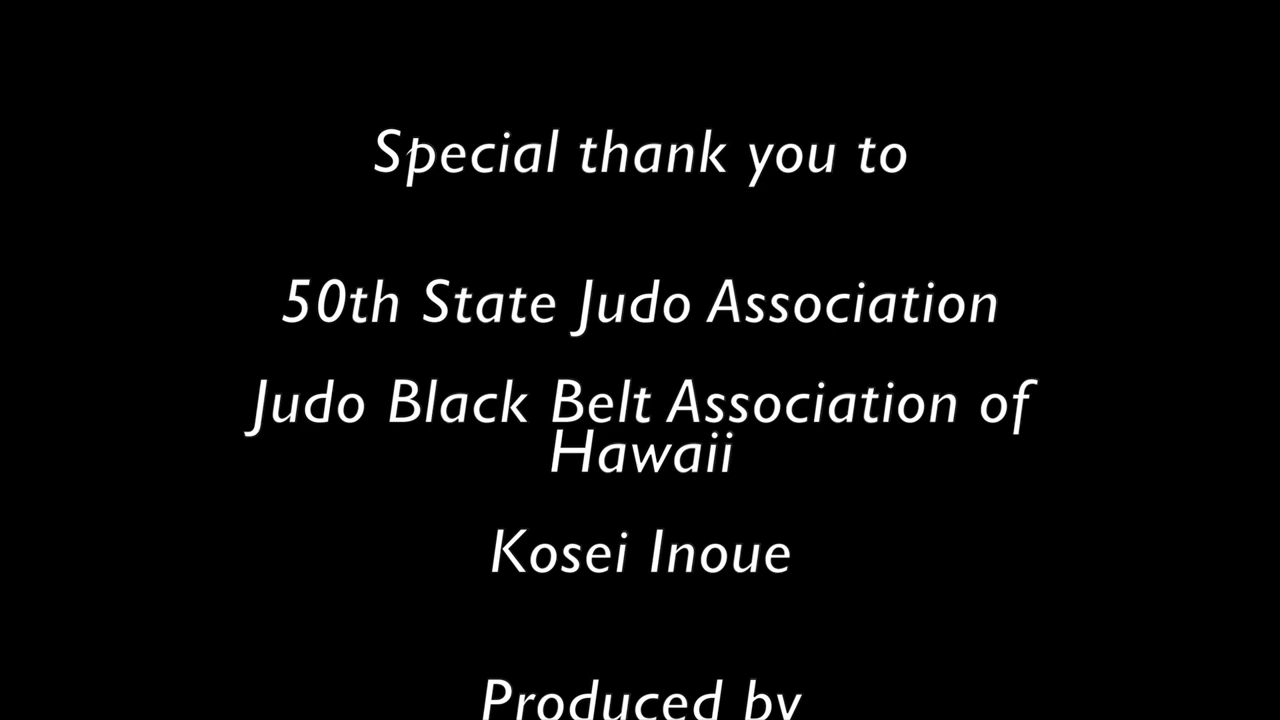 Special thank you to
50th State Judo Association
Judo Black Belt Association of
Hawaii
Kosei Inoue
Produced by